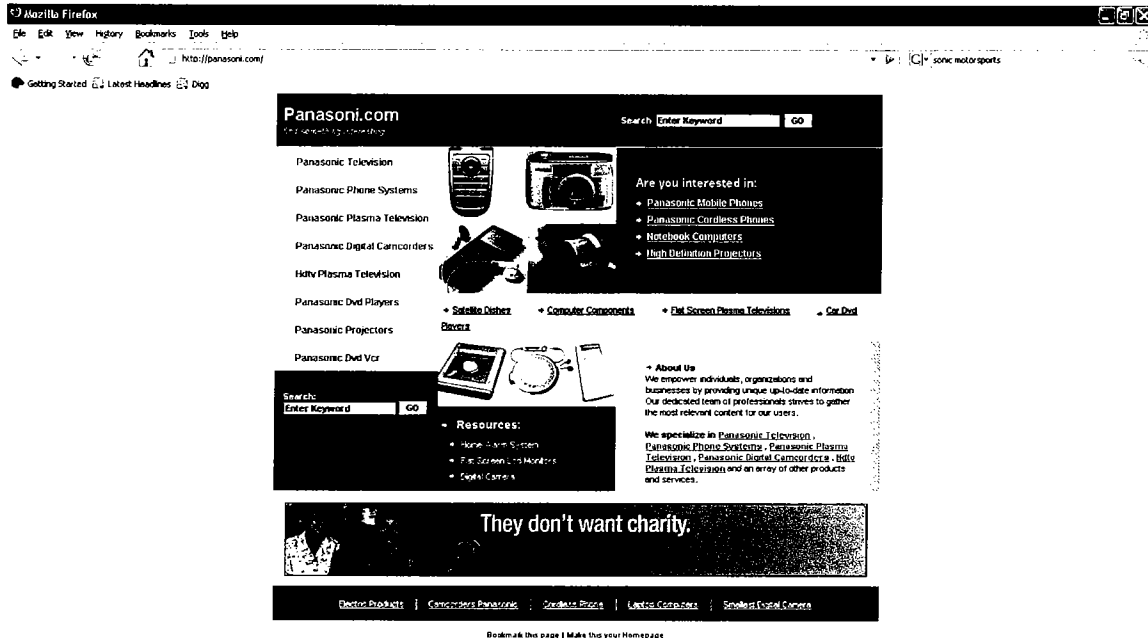 Mozilla Firefox
File Edit View History Bookmarks Tools Help
http://panasoni.com/
sonic motorsports
Getting Started Latest Headlines Digg
Panasoni.com
find something interesting
Search Enter Keyword GO
Panasonic Television
Panasonic Phone Systems
Panasonic Plasma Television
Panasonic Digital Camcorders
Hdtv Plasma Television
Panasonic Dvd Players
Panasonic Projectors
Panasonic Dvd Vcr
Search:
Enter Keyword GO
Are you interested in:
Panasonic Mobile Phones
Panasonic Cordless Phones
Notebook Computers
High Definition Projectors
Satellite Dishes Computer Components Flat Screen Plasma Televisions Car Dvd
Players
Resources:
Home Alarm System
Flat Screen Lcd Monitors
Digital Camera
About Us
We empower individuals, organizations and
businesses by providing unique up-to-date information
Our dedicated team of professionals strives to gather
the most relevant content for our users.
We specialize in Panasonic Television ,
Panasonic Phone Systems , Panasonic Plasma
Television , Panasonic Digital Camcorders , Hdtv
Plasma Television and an array of other products
and services.
They don't want charity.
Electric Products | Camcorders Panasonic | Cordless Phone | Laptop Computers | Smallest Digital Camera
Bookmark this page | Make this your Homepage